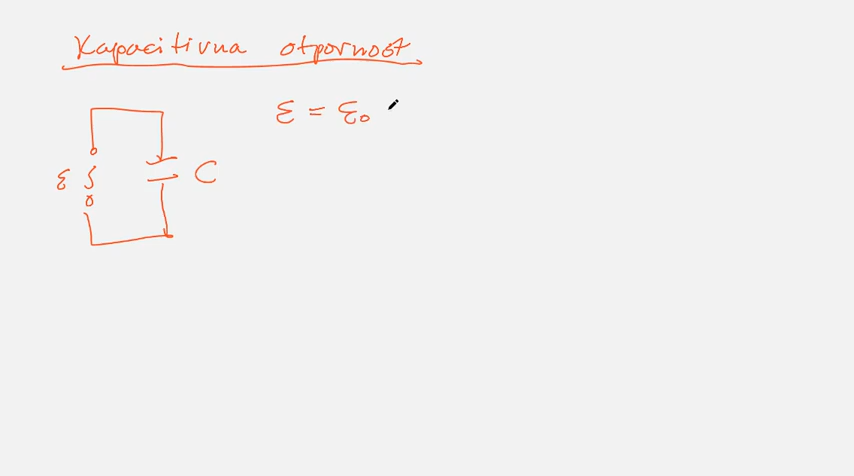 Kapacitivna otpornost
ε = ε₀
ε
C